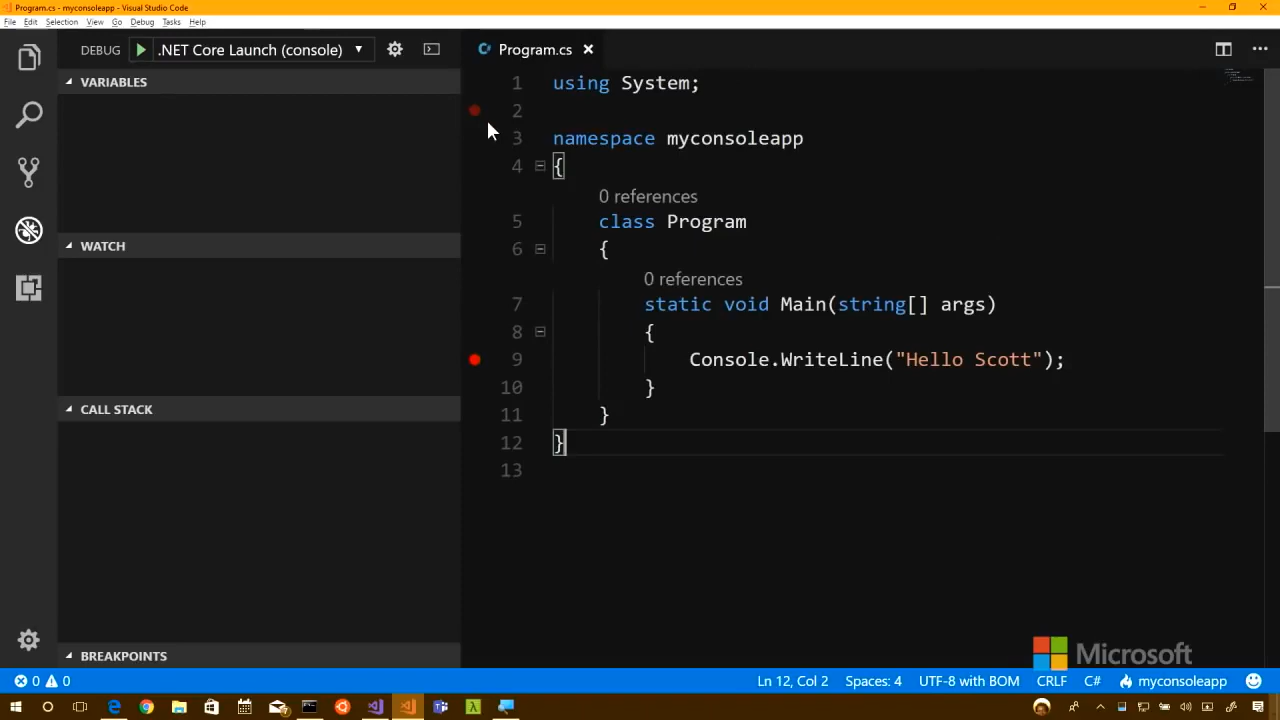 Program.cs - myconsoleapp - Visual Studio Code
File Edit Selection View Go Debug Tasks Help
DEBUG .NET Core Launch (console)
VARIABLES
WATCH
CALL STACK
BREAKPOINTS
Program.cs
1 using System;
2
3 namespace myconsoleapp
4 {
0 references
5 class Program
6 {
0 references
7 static void Main(string[] args)
8 {
9 Console.WriteLine("Hello Scott");
10 }
11 }
12 }
13
Microsoft
0 0 Ln 12, Col 2 Spaces: 4 UTF-8 with BOM CRLF C# myconsoleapp